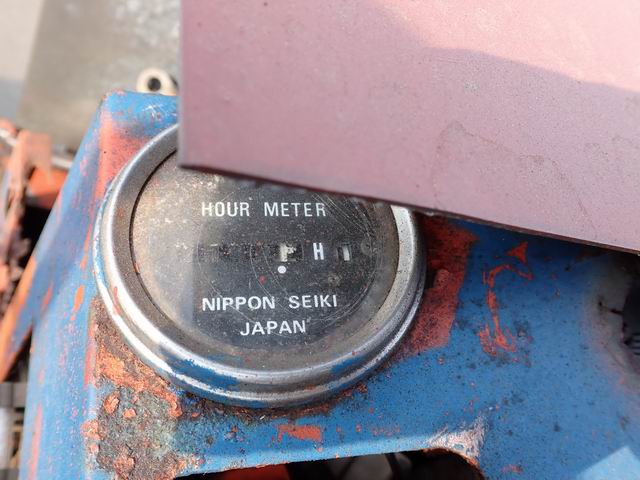 HOUR METER
H
NIPPON SEIKI
JAPAN